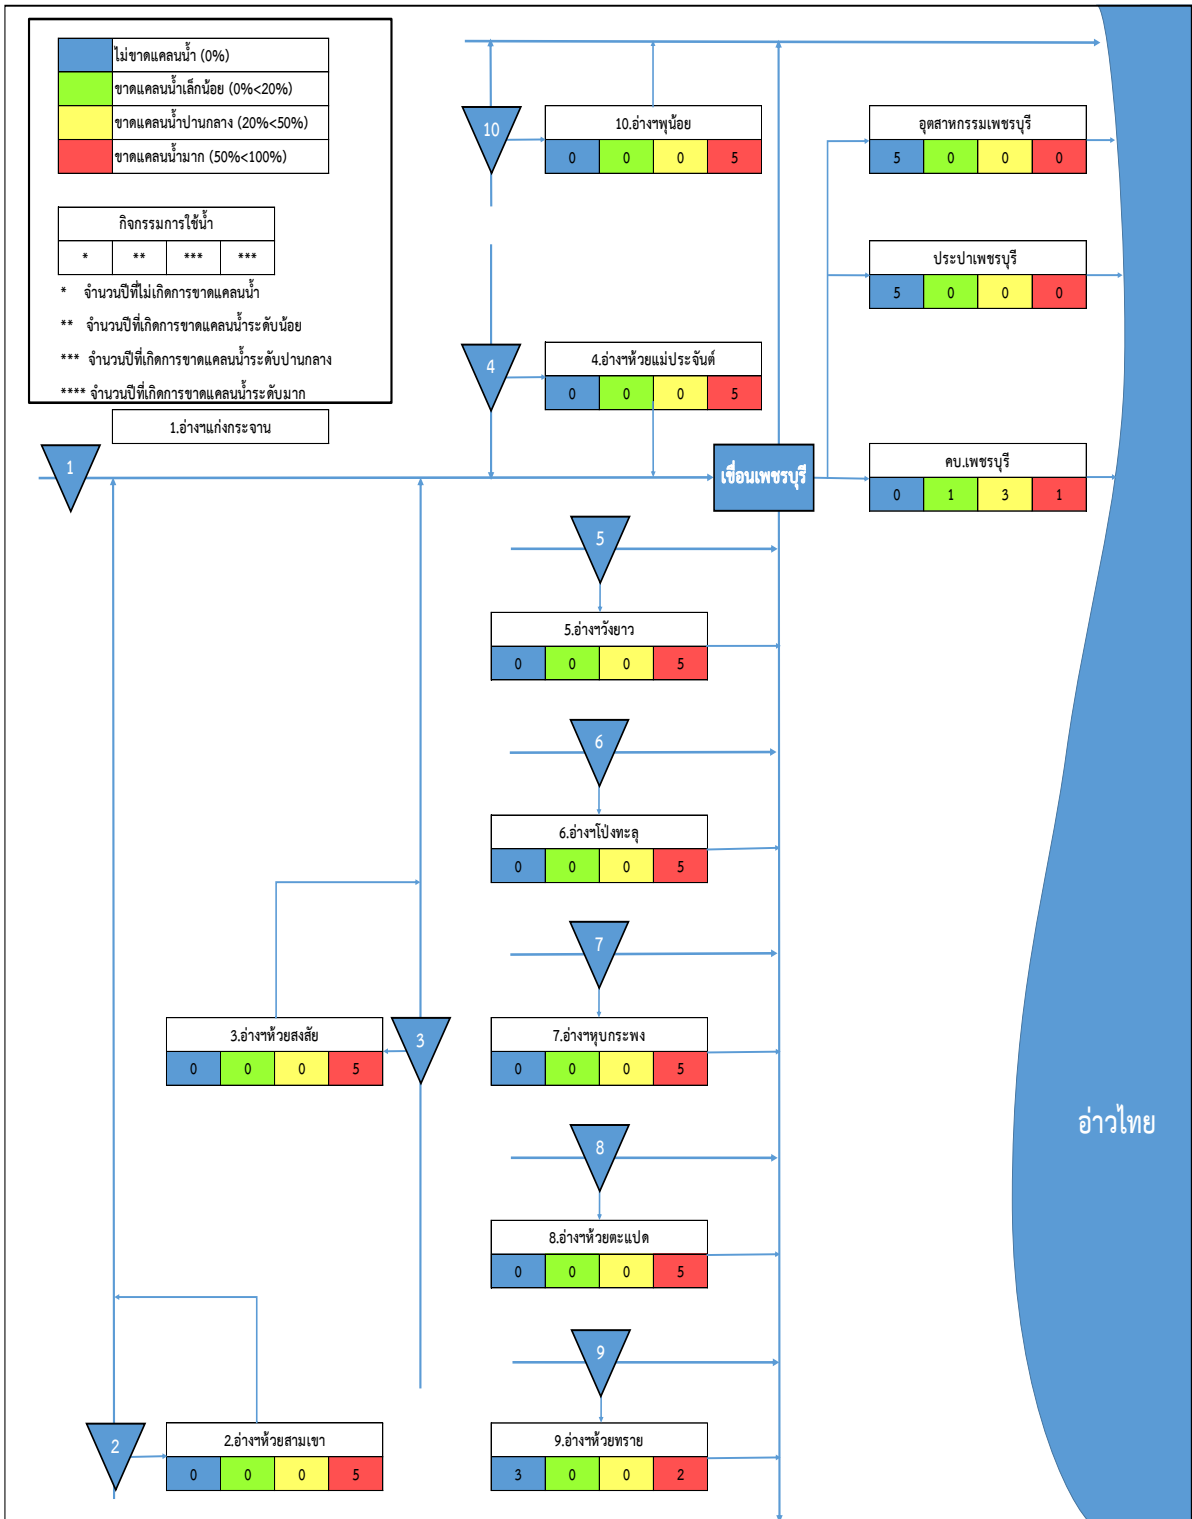 ไม่ขาดแคลนน้ำ (0%)
ขาดแคลนน้ำเล็กน้อย (0%<20%)
ขาดแคลนน้ำปานกลาง (20%<50%)
ขาดแคลนน้ำมาก (50%<100%)
กิจกรรมการใช้น้ำ
* ** *** ***
* จำนวนปีที่ไม่เกิดการขาดแคลนน้ำ
** จำนวนปีที่เกิดการขาดแคลนน้ำระดับน้อย
*** จำนวนปีที่เกิดการขาดแคลนน้ำระดับปานกลาง
**** จำนวนปีที่เกิดการขาดแคลนน้ำระดับมาก
10
10.อ่างฯพุน้อย
0 0 0 5
อุตสาหกรรมเพชรบุรี
5 0 0 0
ประปาเพชรบุรี
5 0 0 0
4
4.อ่างฯห้วยแม่ประจันต์
0 0 0 5
1.อ่างฯแก่งกระจาน
1
เขื่อนเพชรบุรี
คบ.เพชรบุรี
0 1 3 1
5
5.อ่างฯวังยาว
0 0 0 5
6
6.อ่างฯโป่งทะลุ
0 0 0 5
7
3.อ่างฯห้วยสงสัย
0 0 0 5
3
7.อ่างฯหุบกระพง
0 0 0 5
อ่าวไทย
8
8.อ่างฯห้วยตะแปด
0 0 0 5
9
2
2.อ่างฯห้วยสามเขา
0 0 0 5
9.อ่างฯห้วยทราย
3 0 0 2